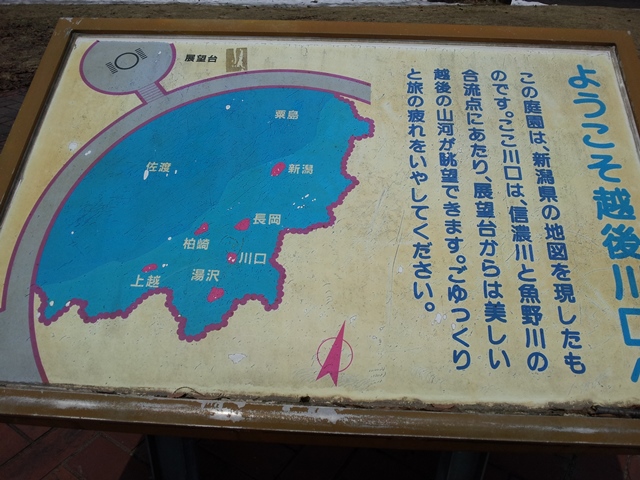 ようこそ越後川口へ
この庭園は、新潟県の地図を現したも
のです。ここ川口は、信濃川と魚野川の
合流点にあたり、展望台からは美しい
越後の山河が眺望できます。ごゆっくり
と旅の疲れをいやしてください。
展望台
粟島
佐渡
新潟
長岡
柏崎
川口
上越
湯沢